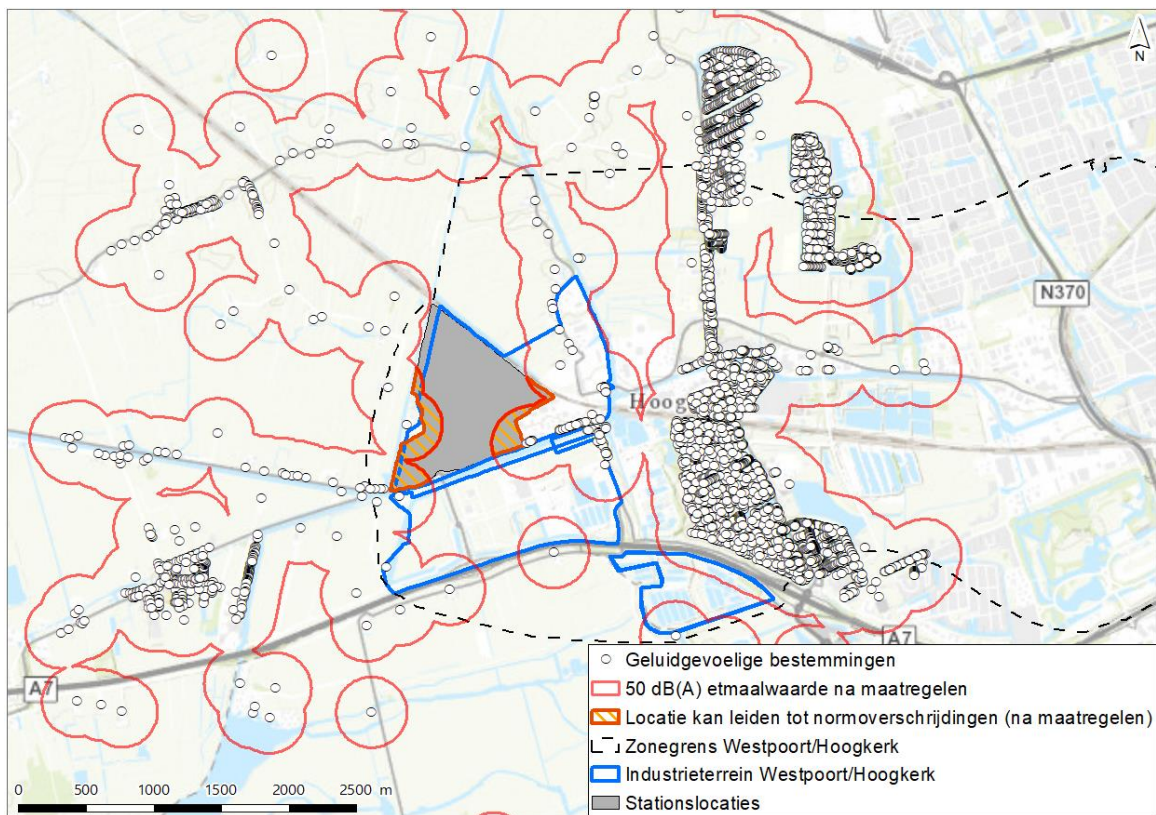 N
N370
Hoog
A7
A7
Geluidgevoelige bestemmingen
50 dB(A) etmaalwaarde na maatregelen
Locatie kan leiden tot normoverschrijdingen (na maatregelen)
Zonegrens Westpoort/Hoogkerk
Industrieterrein Westpoort/Hoogkerk
Stationslocaties
0 500 1000 1500 2000 2500 m